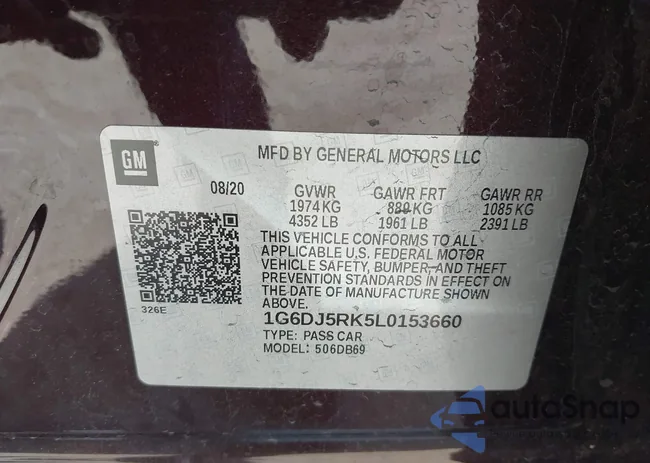 GM
MFD BY GENERAL MOTORS LLC
08/20 GVWR GAWR FRT GAWR RR
1974 KG 889 KG 1085 KG
4352 LB 1961 LB 2391 LB
THIS VEHICLE CONFORMS TO ALL
APPLICABLE U.S. FEDERAL MOTOR
VEHICLE SAFETY, BUMPER, AND THEFT
PREVENTION STANDARDS IN EFFECT ON
THE DATE OF MANUFACTURE SHOWN
ABOVE.
326E
1G6DJ5RK5L0153660
TYPE: PASS CAR
MODEL: 506DB69
autoSnap